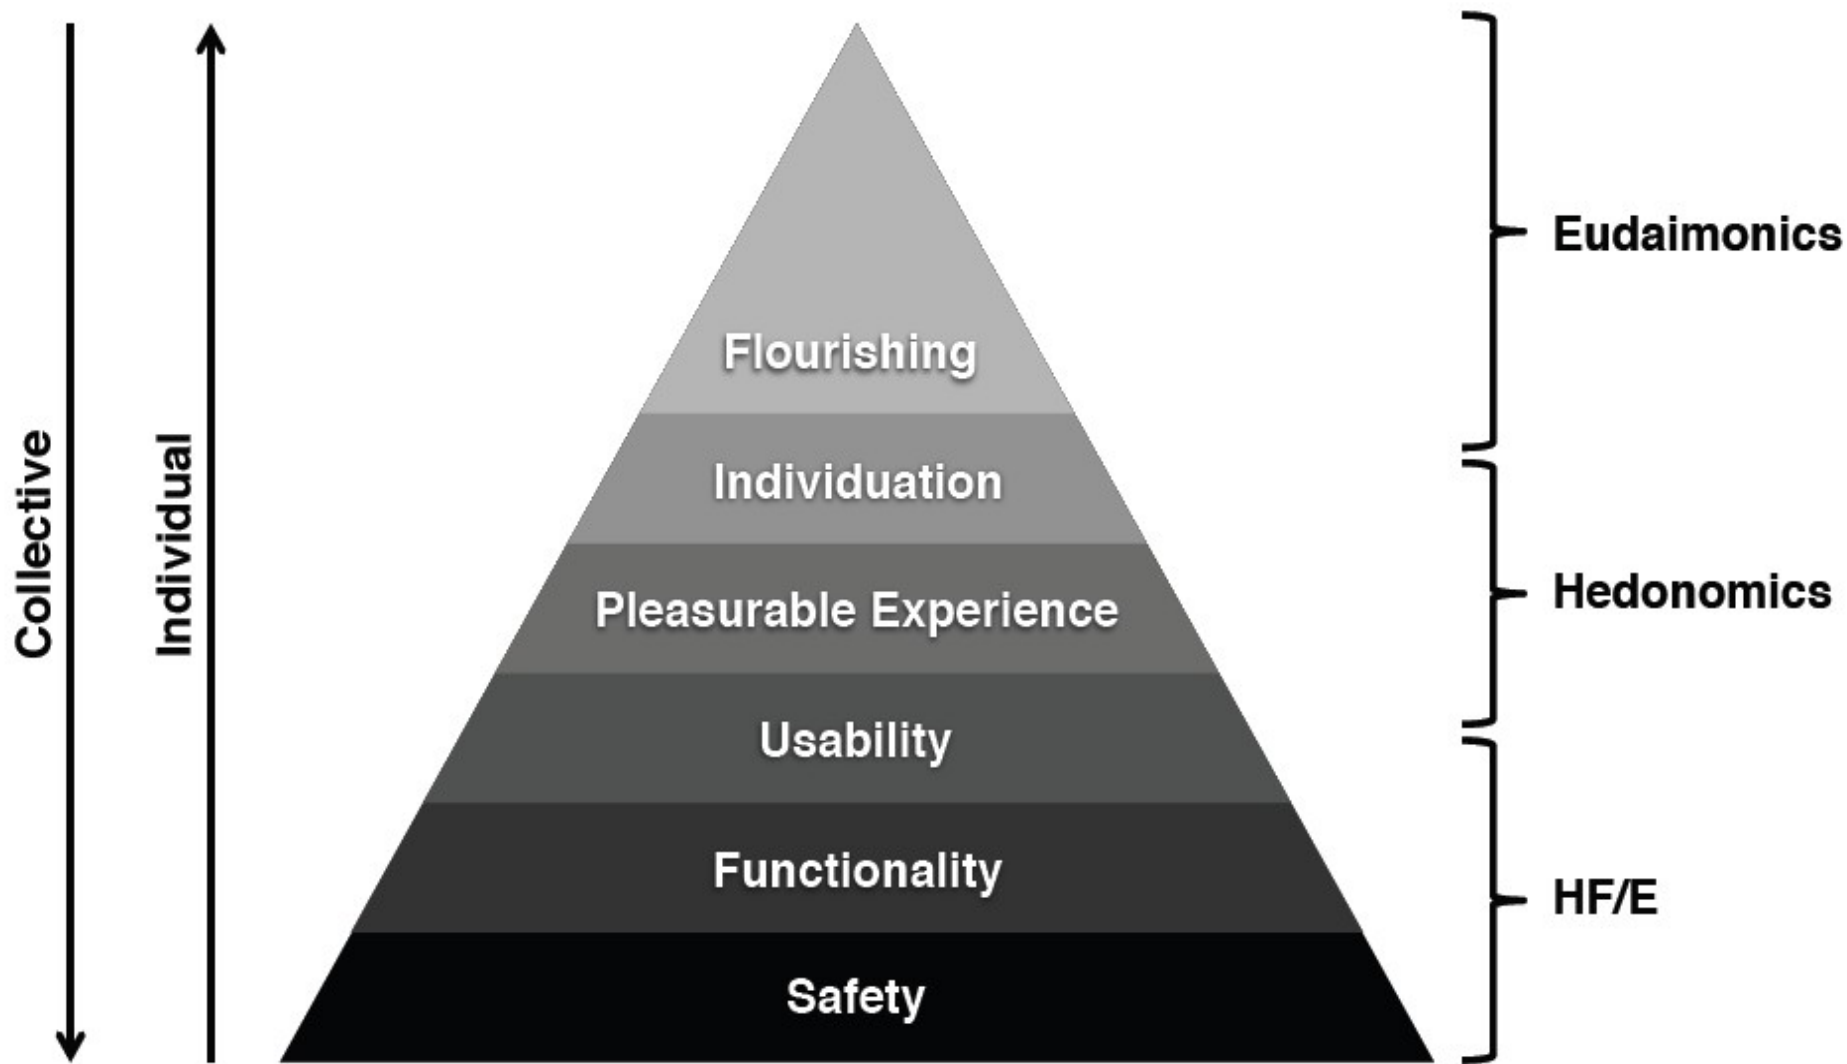 Collective
Individual
Flourishing
Individuation
Pleasurable Experience
Usability
Functionality
Safety
Eudaimonics
Hedonomics
HF/E